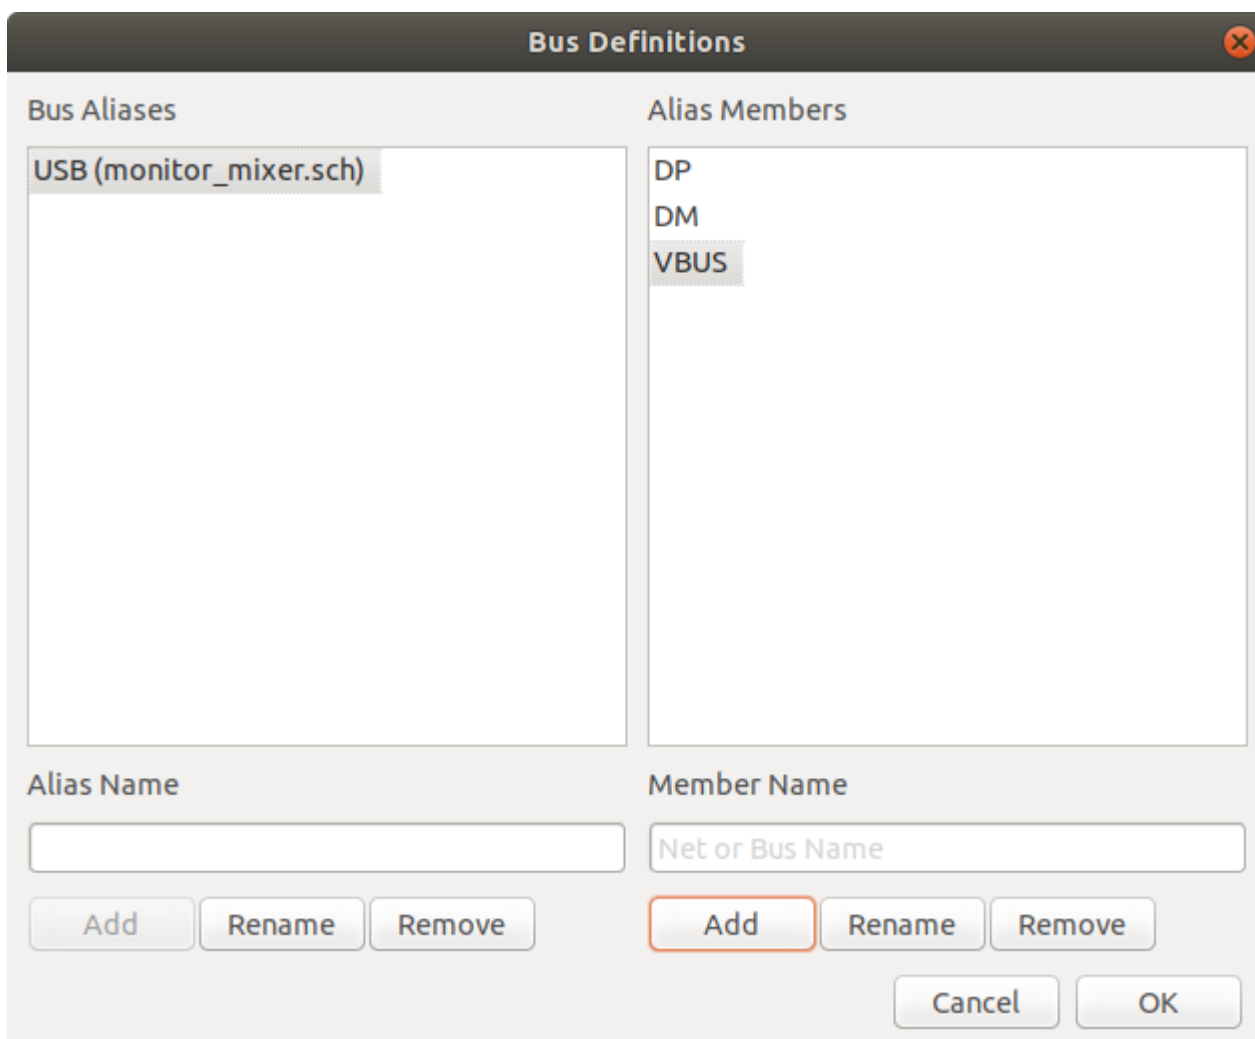 Bus Definitions
Bus Aliases
Alias Members
USB (monitor_mixer.sch)
DP
DM
VBUS
Alias Name
Member Name
Net or Bus Name
Add
Rename
Remove
Add
Rename
Remove
Cancel
OK